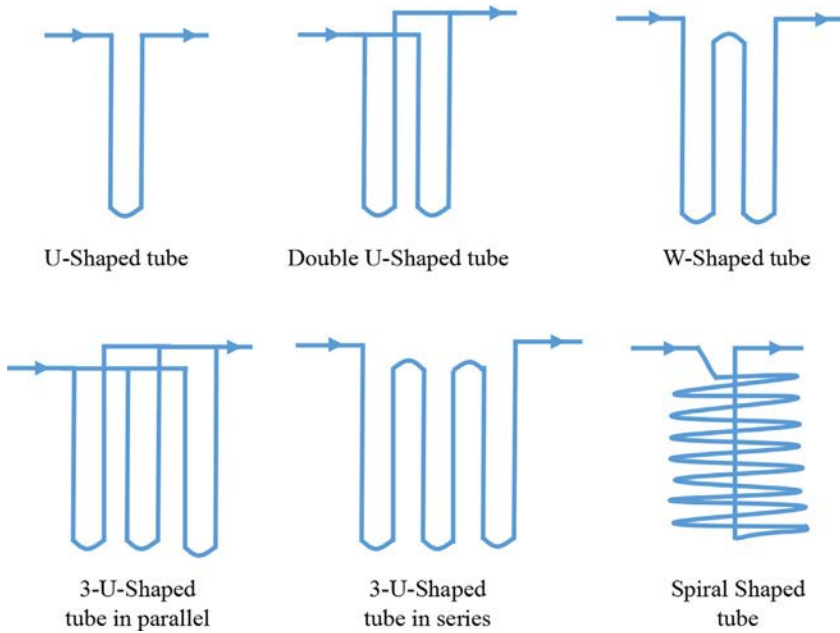 U-Shaped tube
Double U-Shaped tube
W-Shaped tube
3-U-Shaped
tube in parallel
3-U-Shaped
tube in series
Spiral Shaped
tube